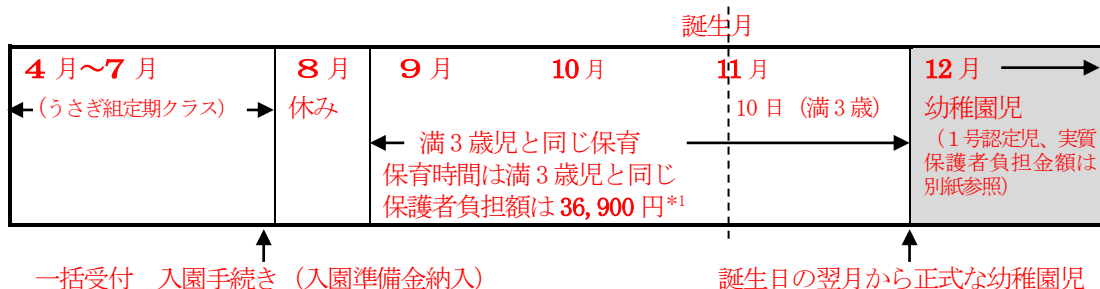 誕生月
4月～7月 8月 9月 10月 11月 12月
(うさぎ組定期クラス) 休み 10日（満3歳） 幼稚園児
満3歳児と同じ保育 （1号認定児、実質
保育時間は満3歳児と同じ 保護者負担金額は
保護者負担額は36,900円*1 別紙参照）
一括受付 入園手続き（入園準備金納入） 誕生日の翌月から正式な幼稚園児